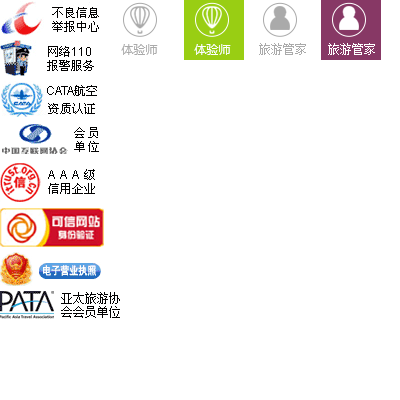 不良信息
举报中心
体验师
体验师
旅游管家
旅游管家
网络110
报警服务
CATA航空
资质认证
CATA
会员
单位
中国互联网协会
itrust.org.cn
信
AAA级
信用企业
可信网站
身份验证
电子营业执照
PATA
Pacific Asia Travel Association
亚太旅游协
会会员单位